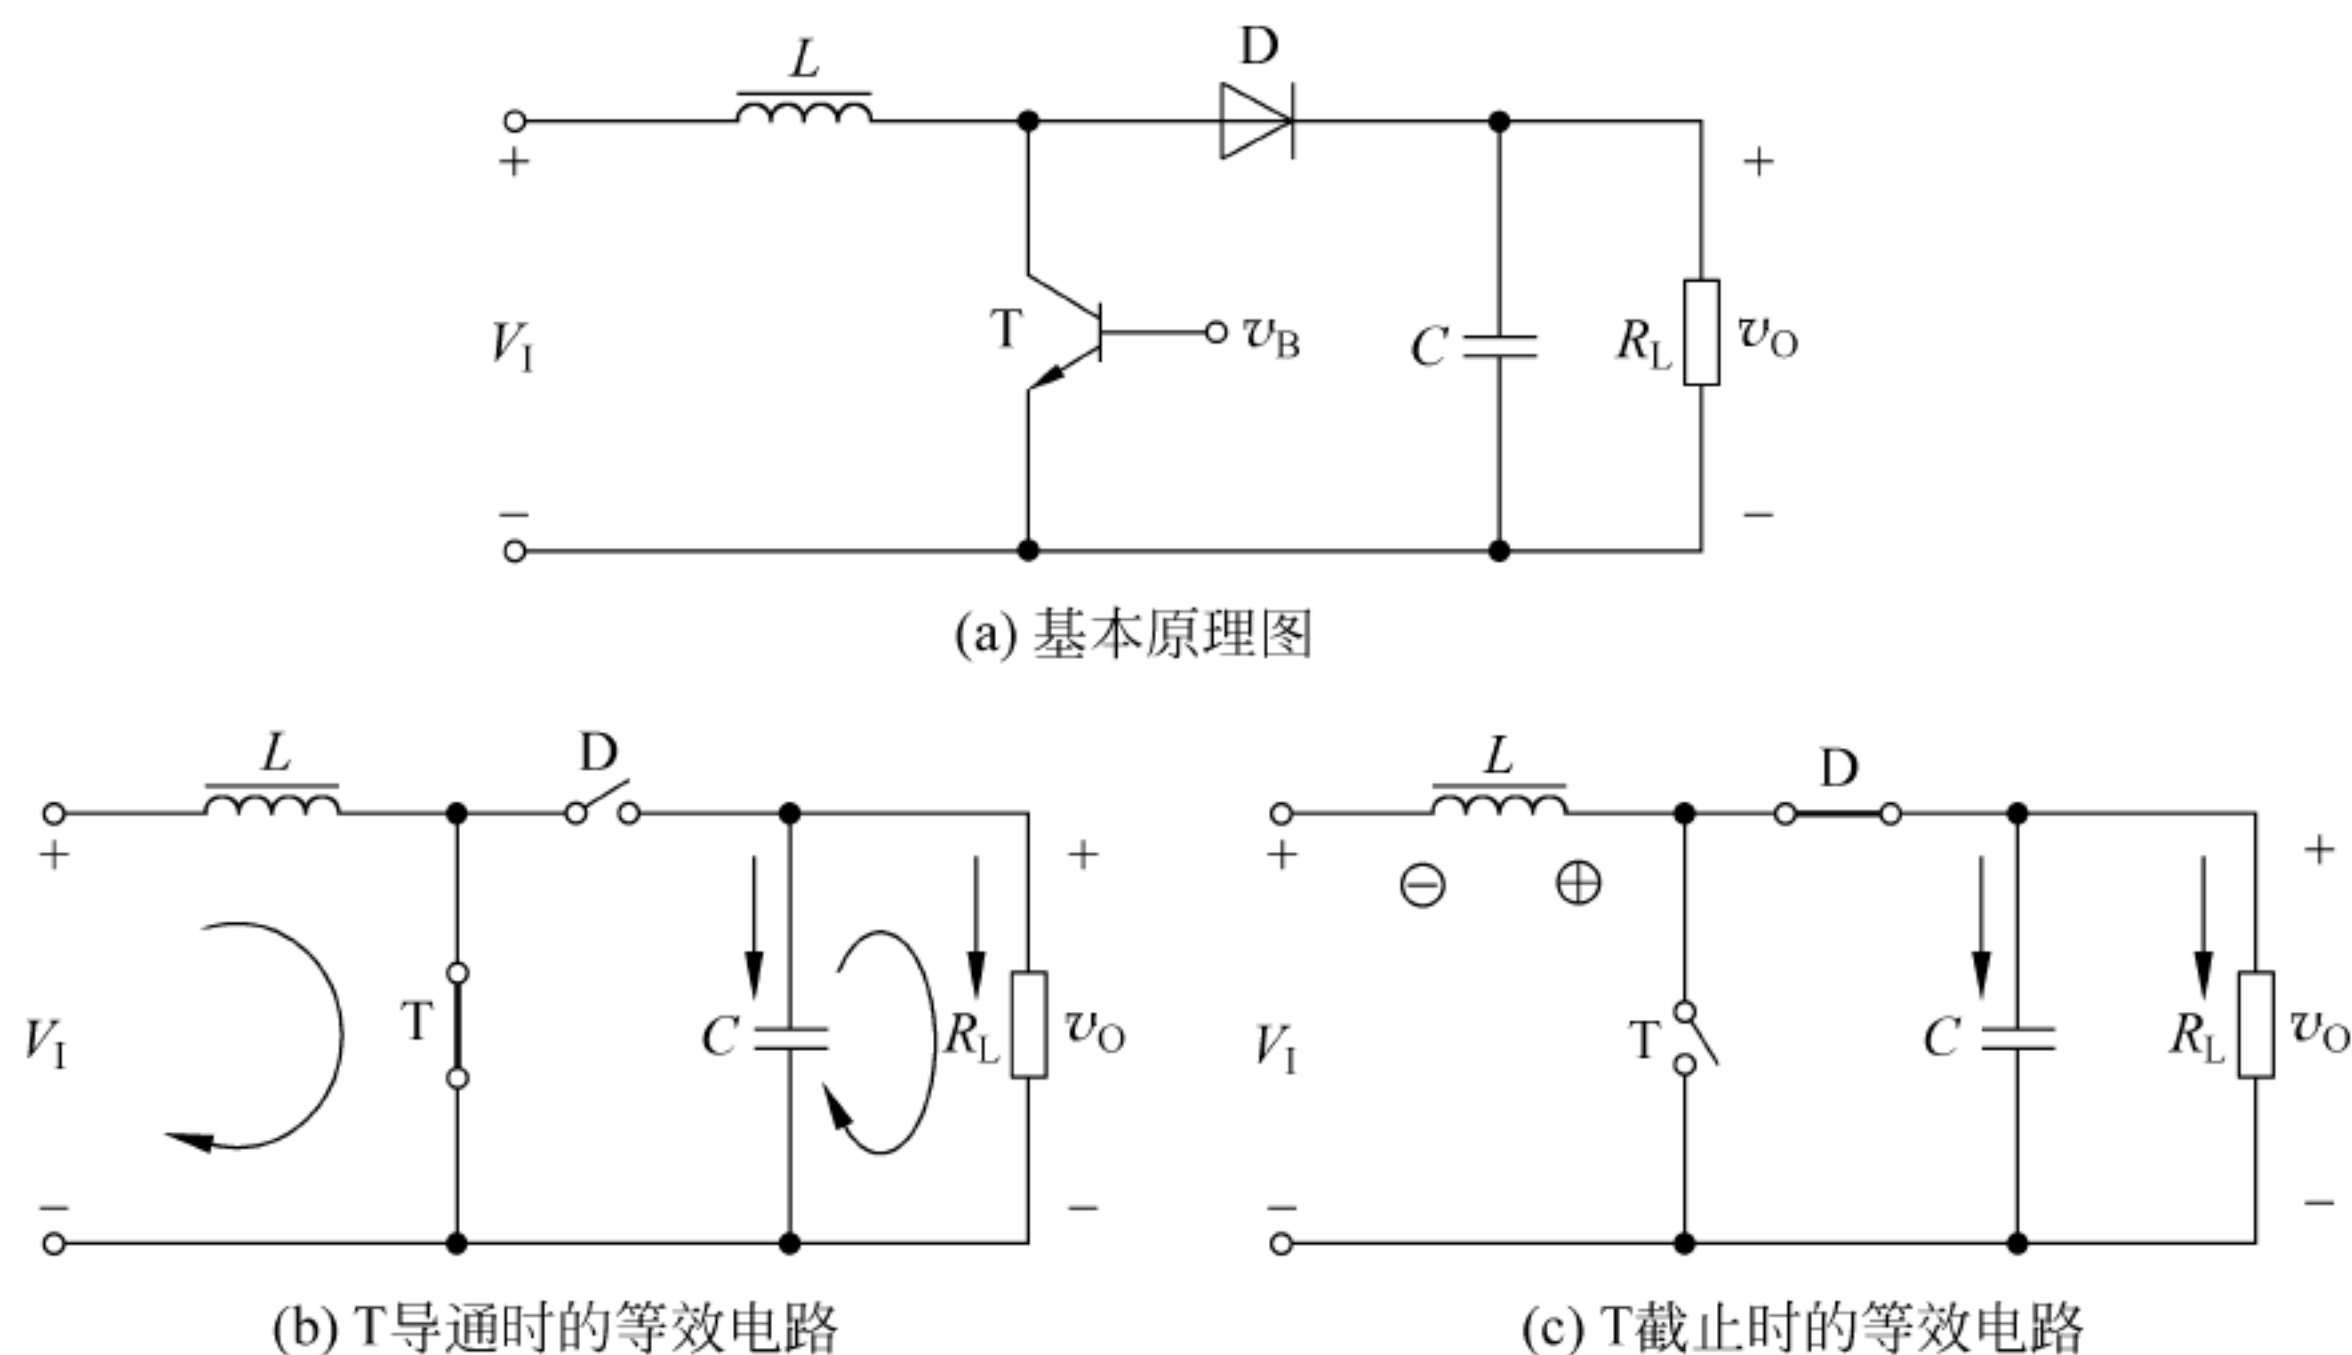 L
D
+
+
V_I
T
v_B
C
R_L
v_O
−
−
(a) 基本原理图
L
D
+
+
V_I
T
C
R_L
v_O
−
−
(b) T导通时的等效电路
L
D
+
⊖ ⊕
+
V_I
T
C
R_L
v_O
−
−
(c) T截止时的等效电路